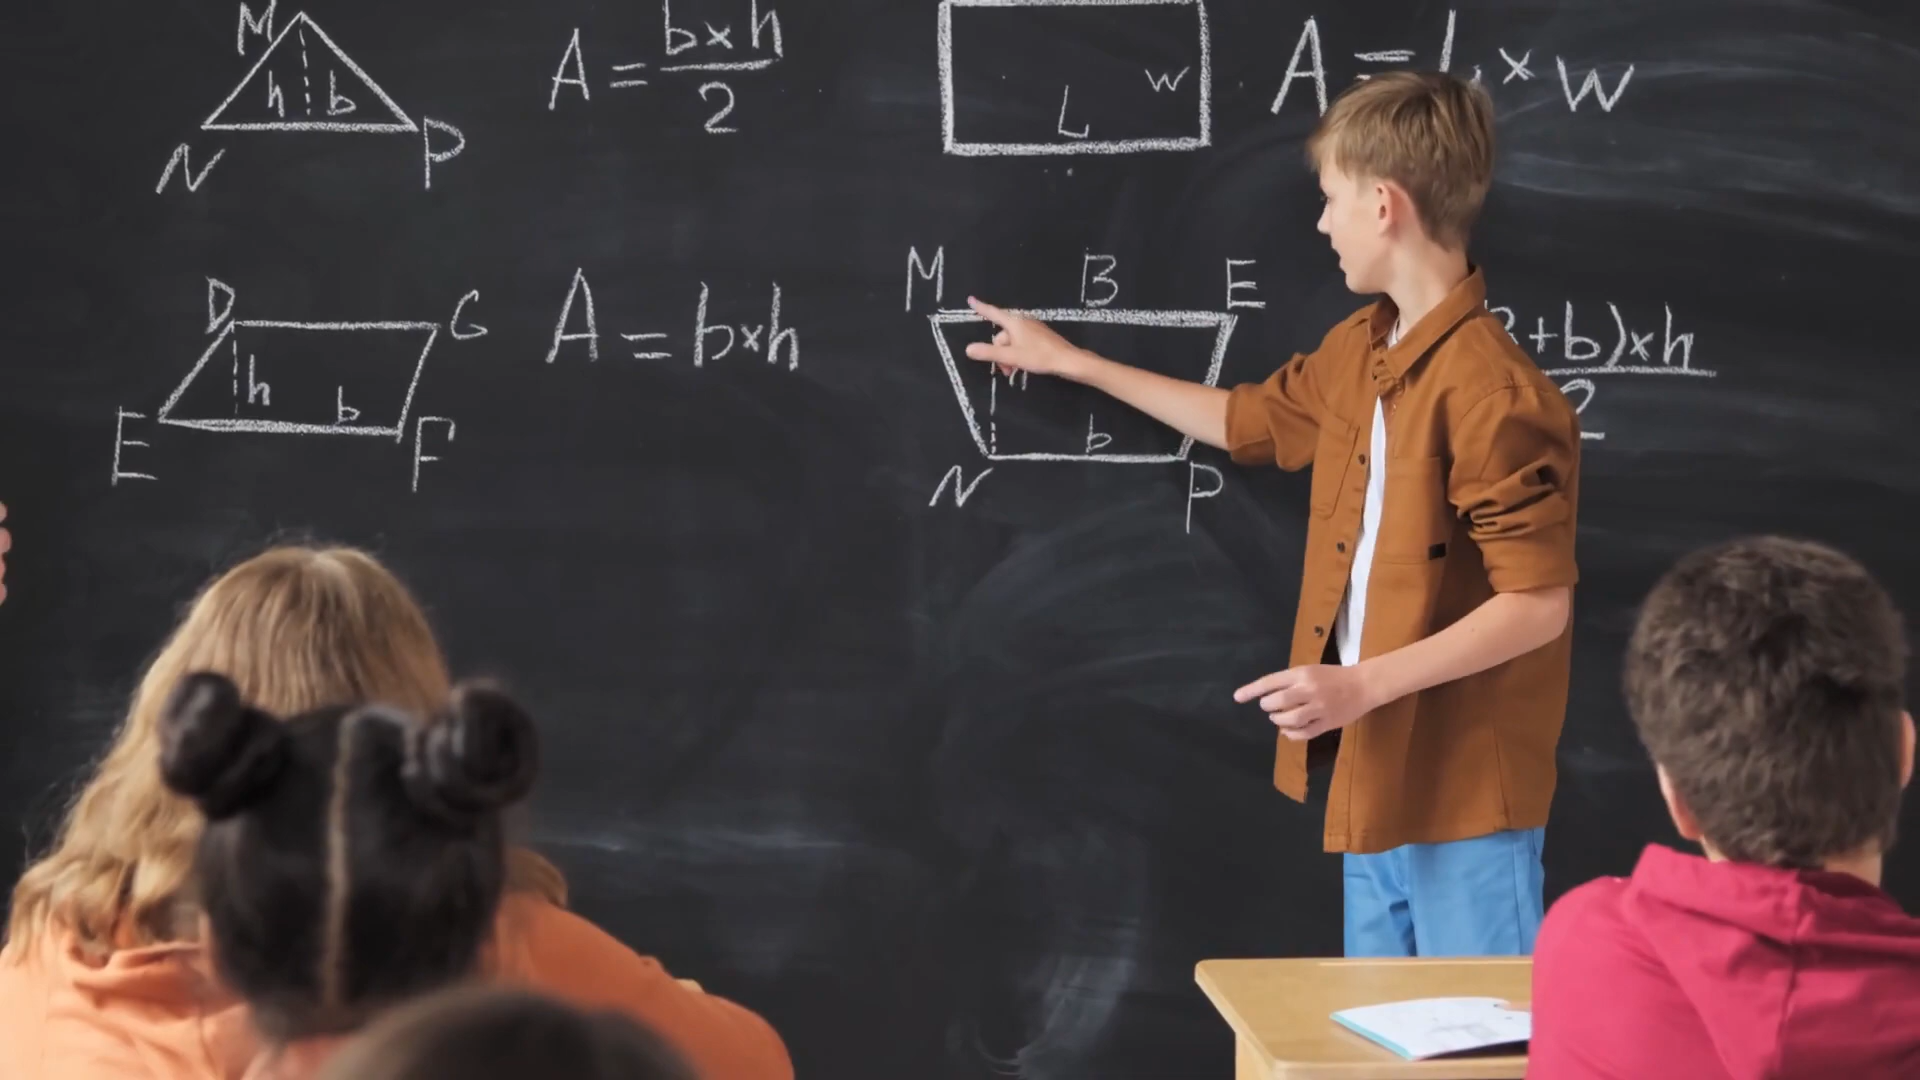 M
h b
N P
A = b×h
2
L w
A = L × w
D G
h b
E F
A = b×h
M B E
h b
N P
+b)×h
2